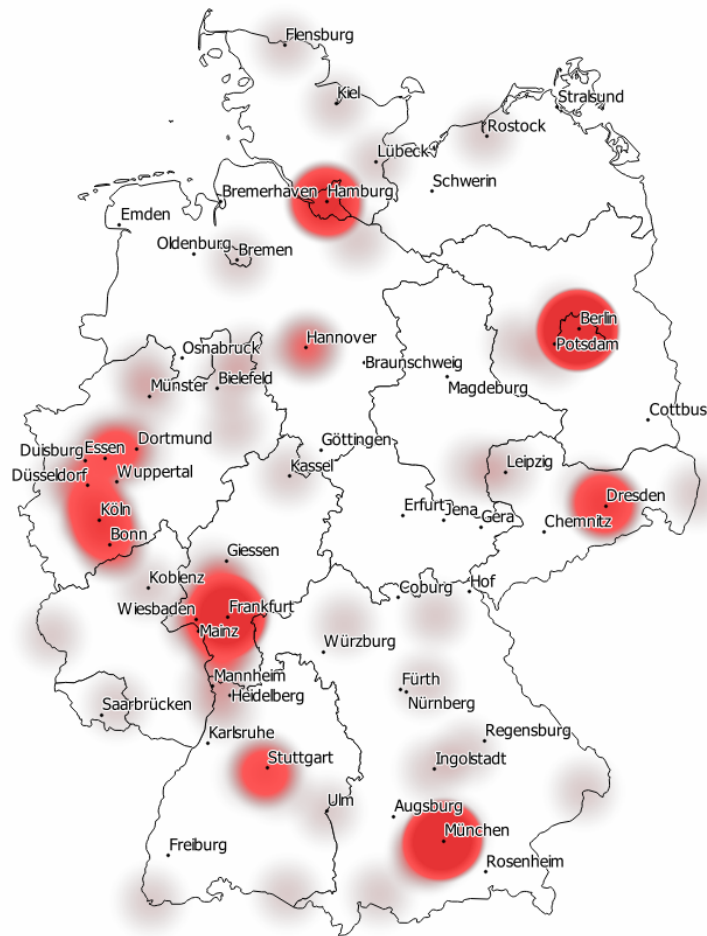 Flensburg
Kiel
Stralsund
Rostock
Lübeck
Schwerin
Bremerhaven
Hamburg
Emden
Oldenburg
Bremen
Berlin
Hannover
Potsdam
Osnabruck
Braunschweig
Bielefeld
Magdeburg
Münster
Cottbus
Dortmund
Göttingen
Duisburg
Essen
Leipzig
Düsseldorf
Wuppertal
Kassel
Dresden
Köln
Erfurt
Jena
Gera
Chemnitz
Bonn
Giessen
Koblenz
Coburg
Hof
Wiesbaden
Frankfurt
Mainz
Würzburg
Mannheim
Fürth
Heidelberg
Nürnberg
Saarbrücken
Karlsruhe
Regensburg
Stuttgart
Ingolstadt
Ulm
Augsburg
München
Freiburg
Rosenheim